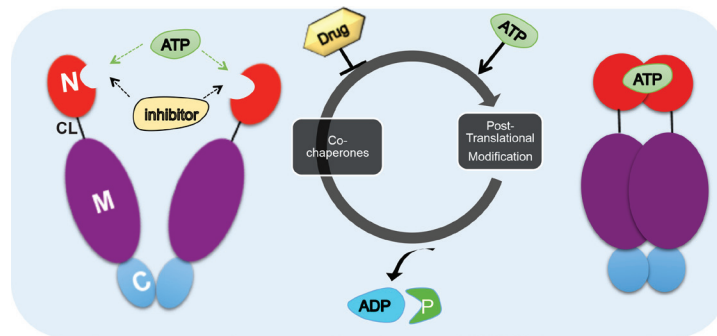 N
CL
M
C
ATP
inhibitor
Drug
ATP
Co-
chaperones
Post-
Translational
Modification
ADP
P
ATP